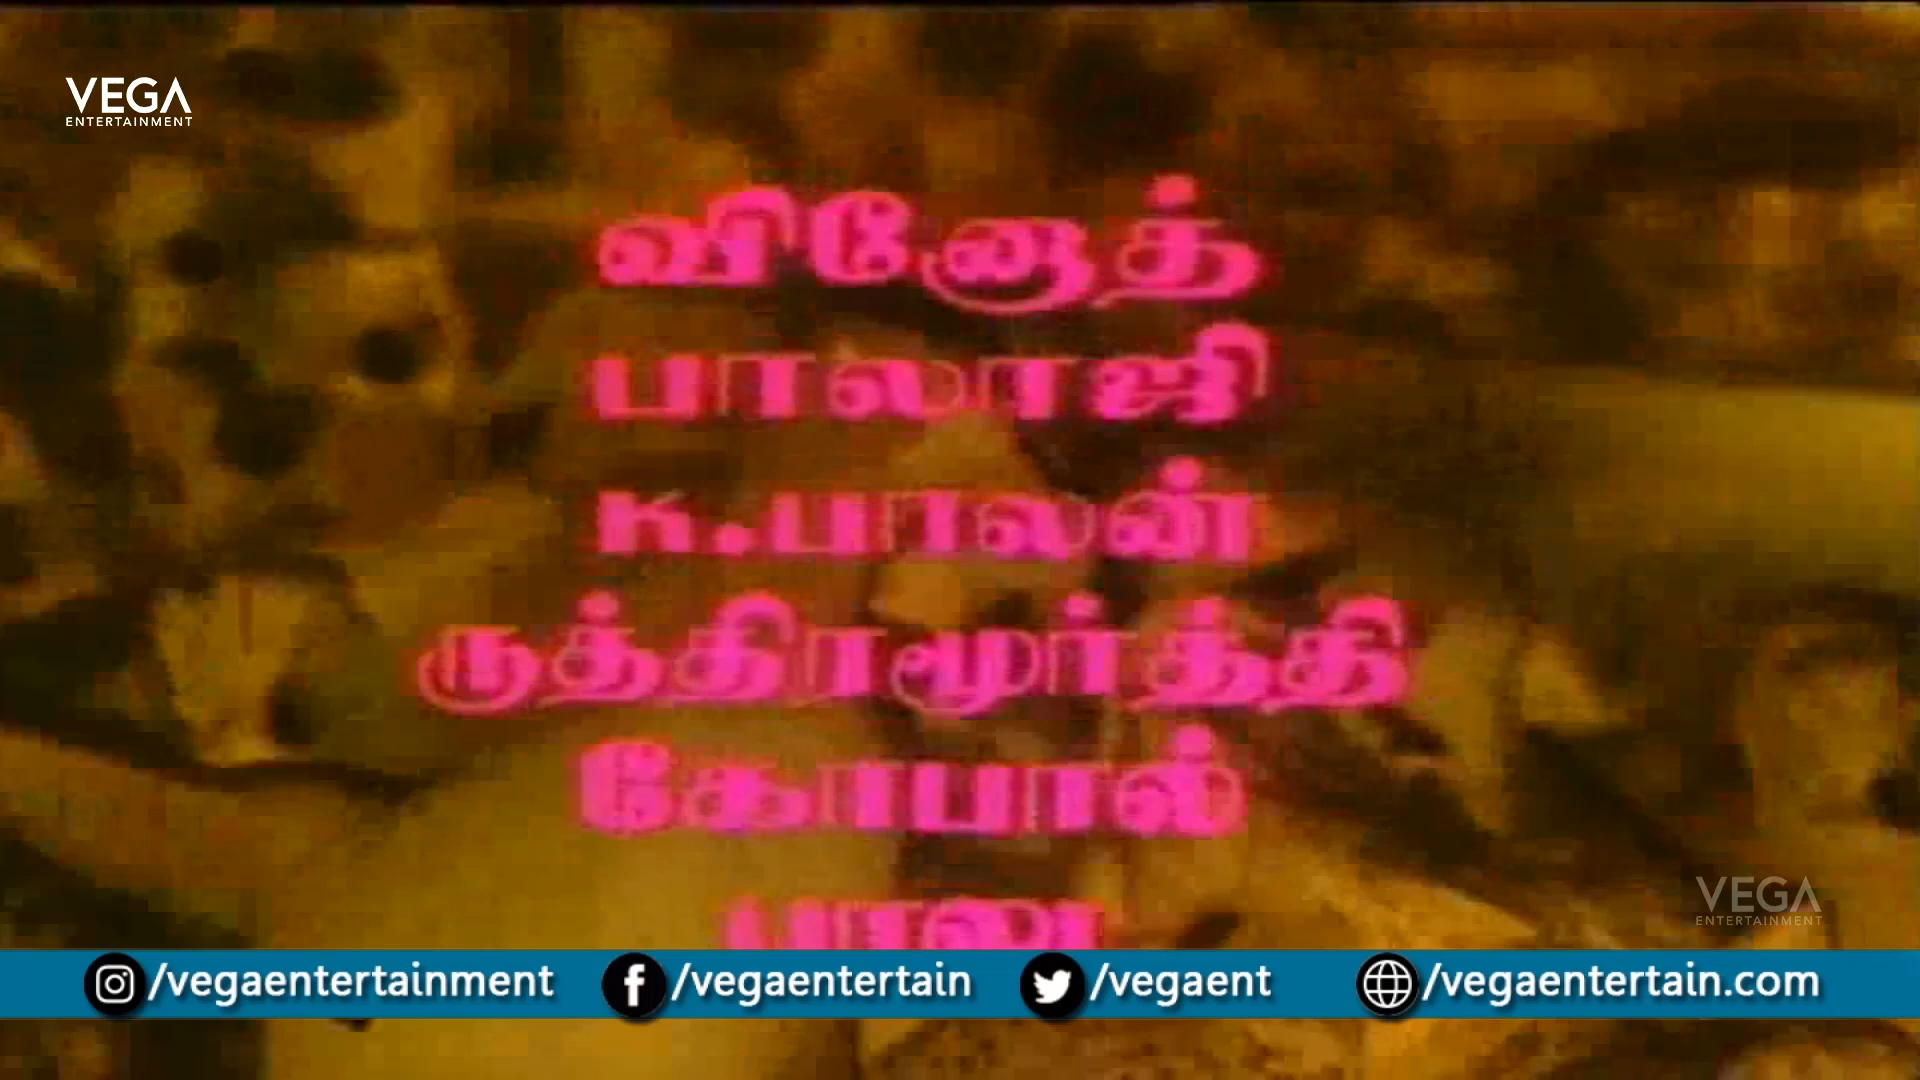 VEGA
ENTERTAINMENT
வினோத்
பாலாஜி
K.பாலன்
ருத்திரமூர்த்தி
கோபால்
VEGA
ENTERTAINMENT
/vegaentertainment /vegaentertain /vegaent /vegaentertain.com